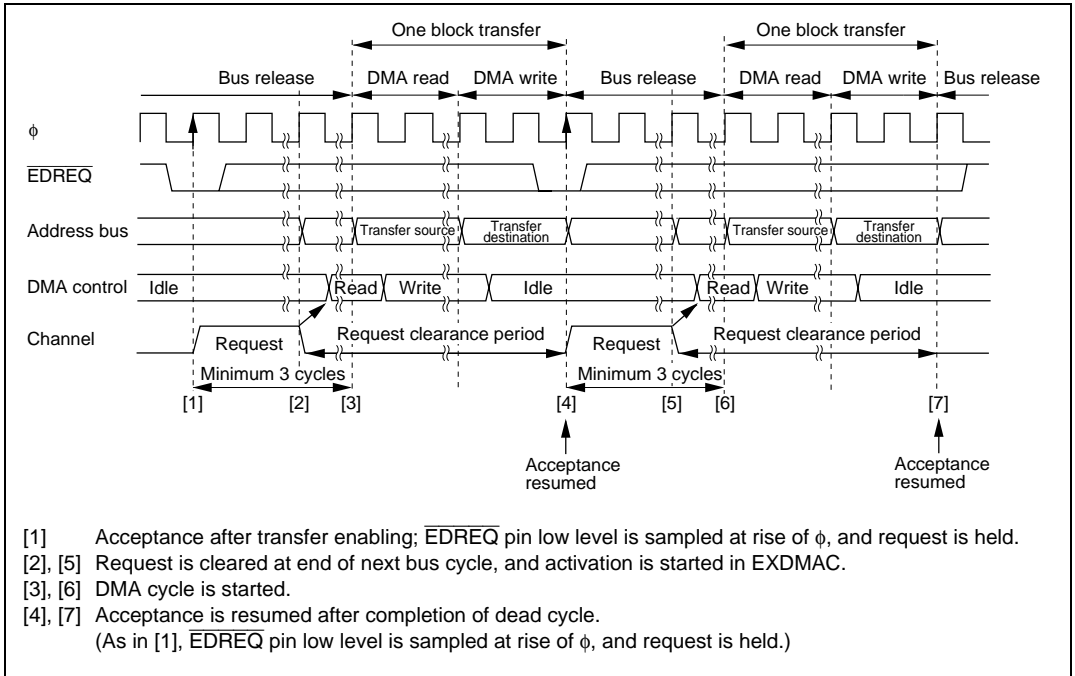 One block transfer One block transfer
Bus release DMA read DMA write Bus release DMA read DMA write Bus release
φ
EDREQ
Address bus Transfer source Transfer destination Transfer source Transfer destination
DMA control Idle Read Write Idle Read Write Idle
Channel Request Request clearance period Request Request clearance period
Minimum 3 cycles Minimum 3 cycles
[1] [2] [3] [4] [5] [6] [7]
Acceptance resumed Acceptance resumed
[1] Acceptance after transfer enabling; EDREQ pin low level is sampled at rise of φ, and request is held.
[2], [5] Request is cleared at end of next bus cycle, and activation is started in EXDMAC.
[3], [6] DMA cycle is started.
[4], [7] Acceptance is resumed after completion of dead cycle.
(As in [1], EDREQ pin low level is sampled at rise of φ, and request is held.)